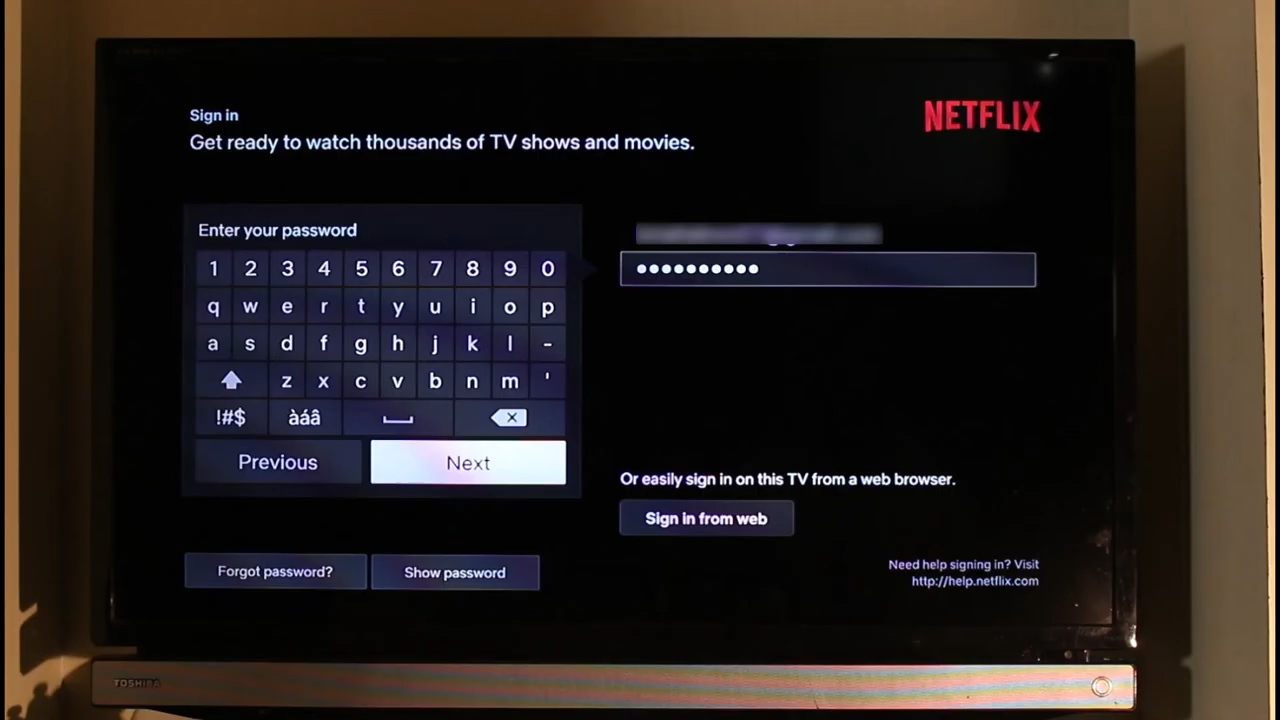 Sign in
Get ready to watch thousands of TV shows and movies.
NETFLIX
Enter your password
1 2 3 4 5 6 7 8 9 0
q w e r t y u i o p
a s d f g h j k l -
z x c v b n m '
!#$ àáâ
Previous Next
●●●●●●●●●●
Or easily sign in on this TV from a web browser.
Sign in from web
Forgot password? Show password
Need help signing in? Visit
http://help.netflix.com
TOSHIBA